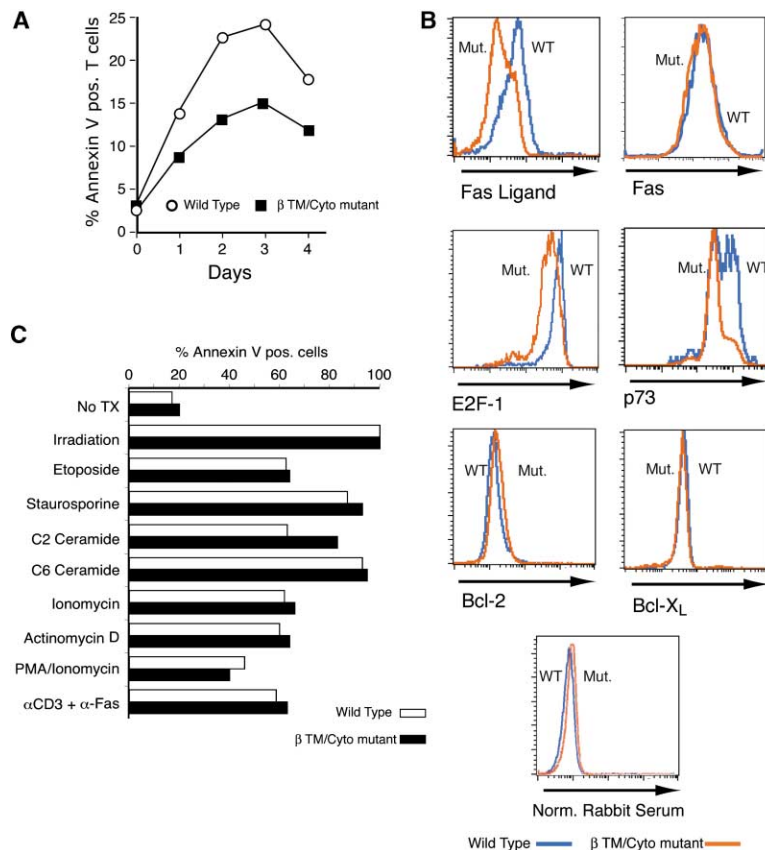 A
% Annexin V pos. T cells
25
20
15
10
5
0
Wild Type
β TM/Cyto mutant
0 1 2 3 4
Days
B
Mut. WT
Fas Ligand
Mut.
WT
Fas
Mut. WT
E2F-1
Mut. WT
p73
WT Mut.
Bcl-2
Mut. WT
Bcl-XL
WT Mut.
Norm. Rabbit Serum
Wild Type
β TM/Cyto mutant
C
% Annexin V pos. cells
0 20 40 60 80 100
No TX
Irradiation
Etoposide
Staurosporine
C2 Ceramide
C6 Ceramide
Ionomycin
Actinomycin D
PMA/Ionomycin
αCD3 + α-Fas
Wild Type
β TM/Cyto mutant